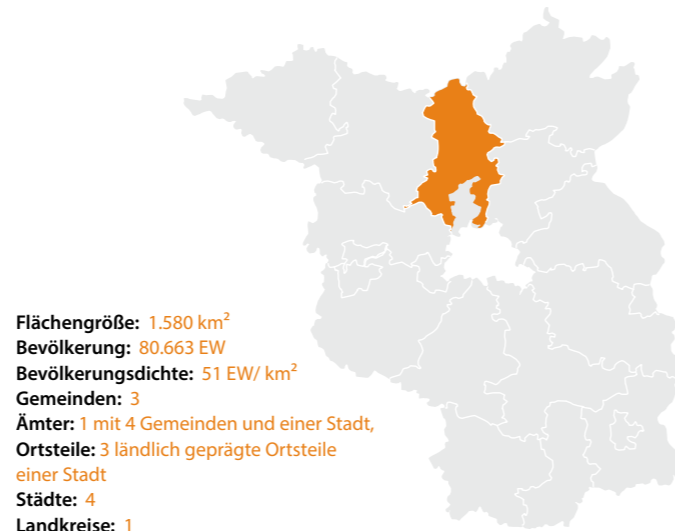 Flächengröße: 1.580 km²
Bevölkerung: 80.663 EW
Bevölkerungsdichte: 51 EW/ km²
Gemeinden: 3
Ämter: 1 mit 4 Gemeinden und einer Stadt,
Ortsteile: 3 ländlich geprägte Ortsteile
einer Stadt
Städte: 4
Landkreise: 1